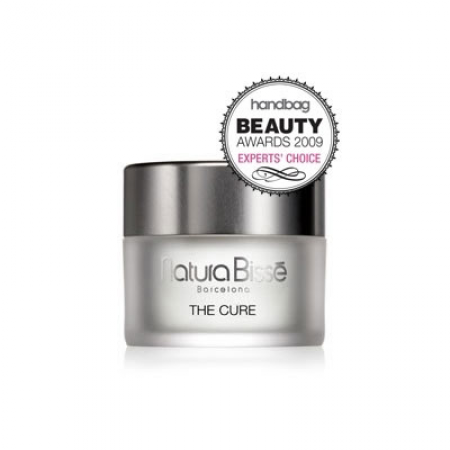 handbag
BEAUTY
AWARDS 2009
EXPERTS' CHOICE
Natura Bissé
Barcelona
THE CURE